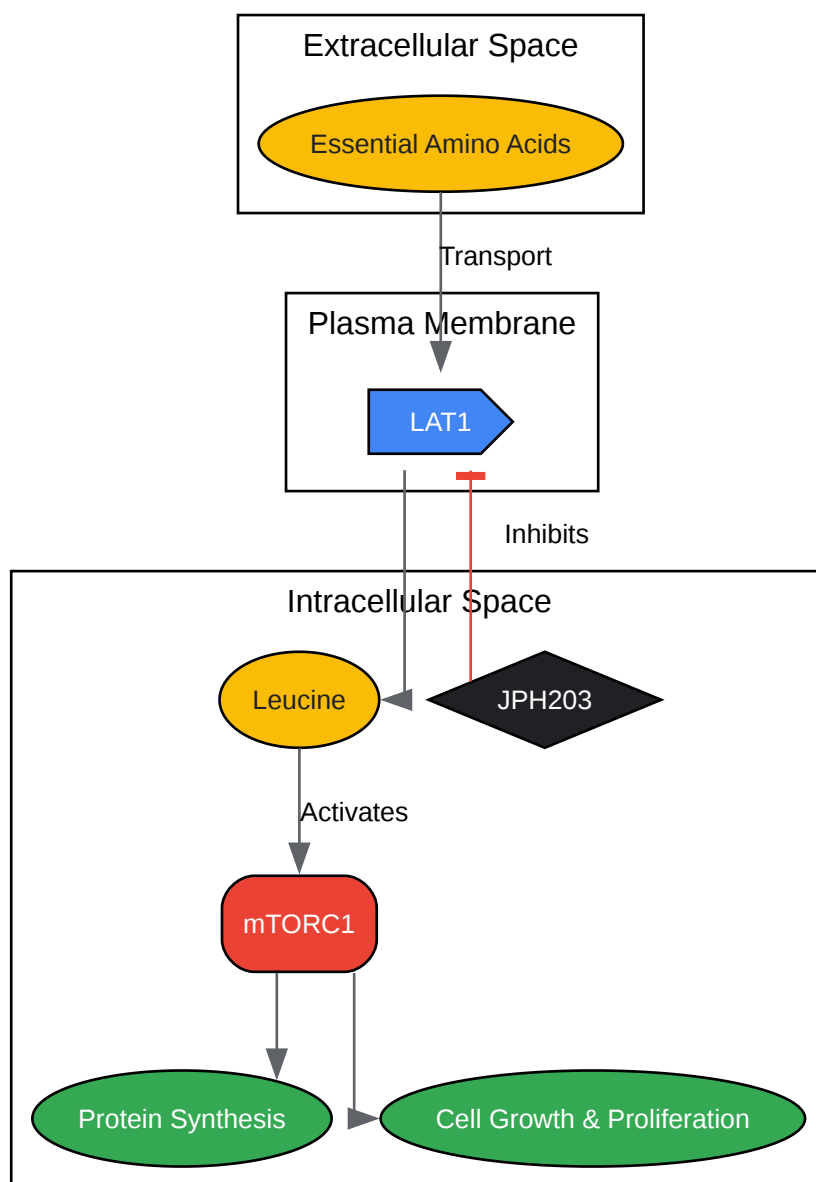 Extracellular Space
Essential Amino Acids
Transport
Plasma Membrane
LAT1
Inhibits
Intracellular Space
Leucine
JPH203
Activates
mTORC1
Protein Synthesis
Cell Growth & Proliferation